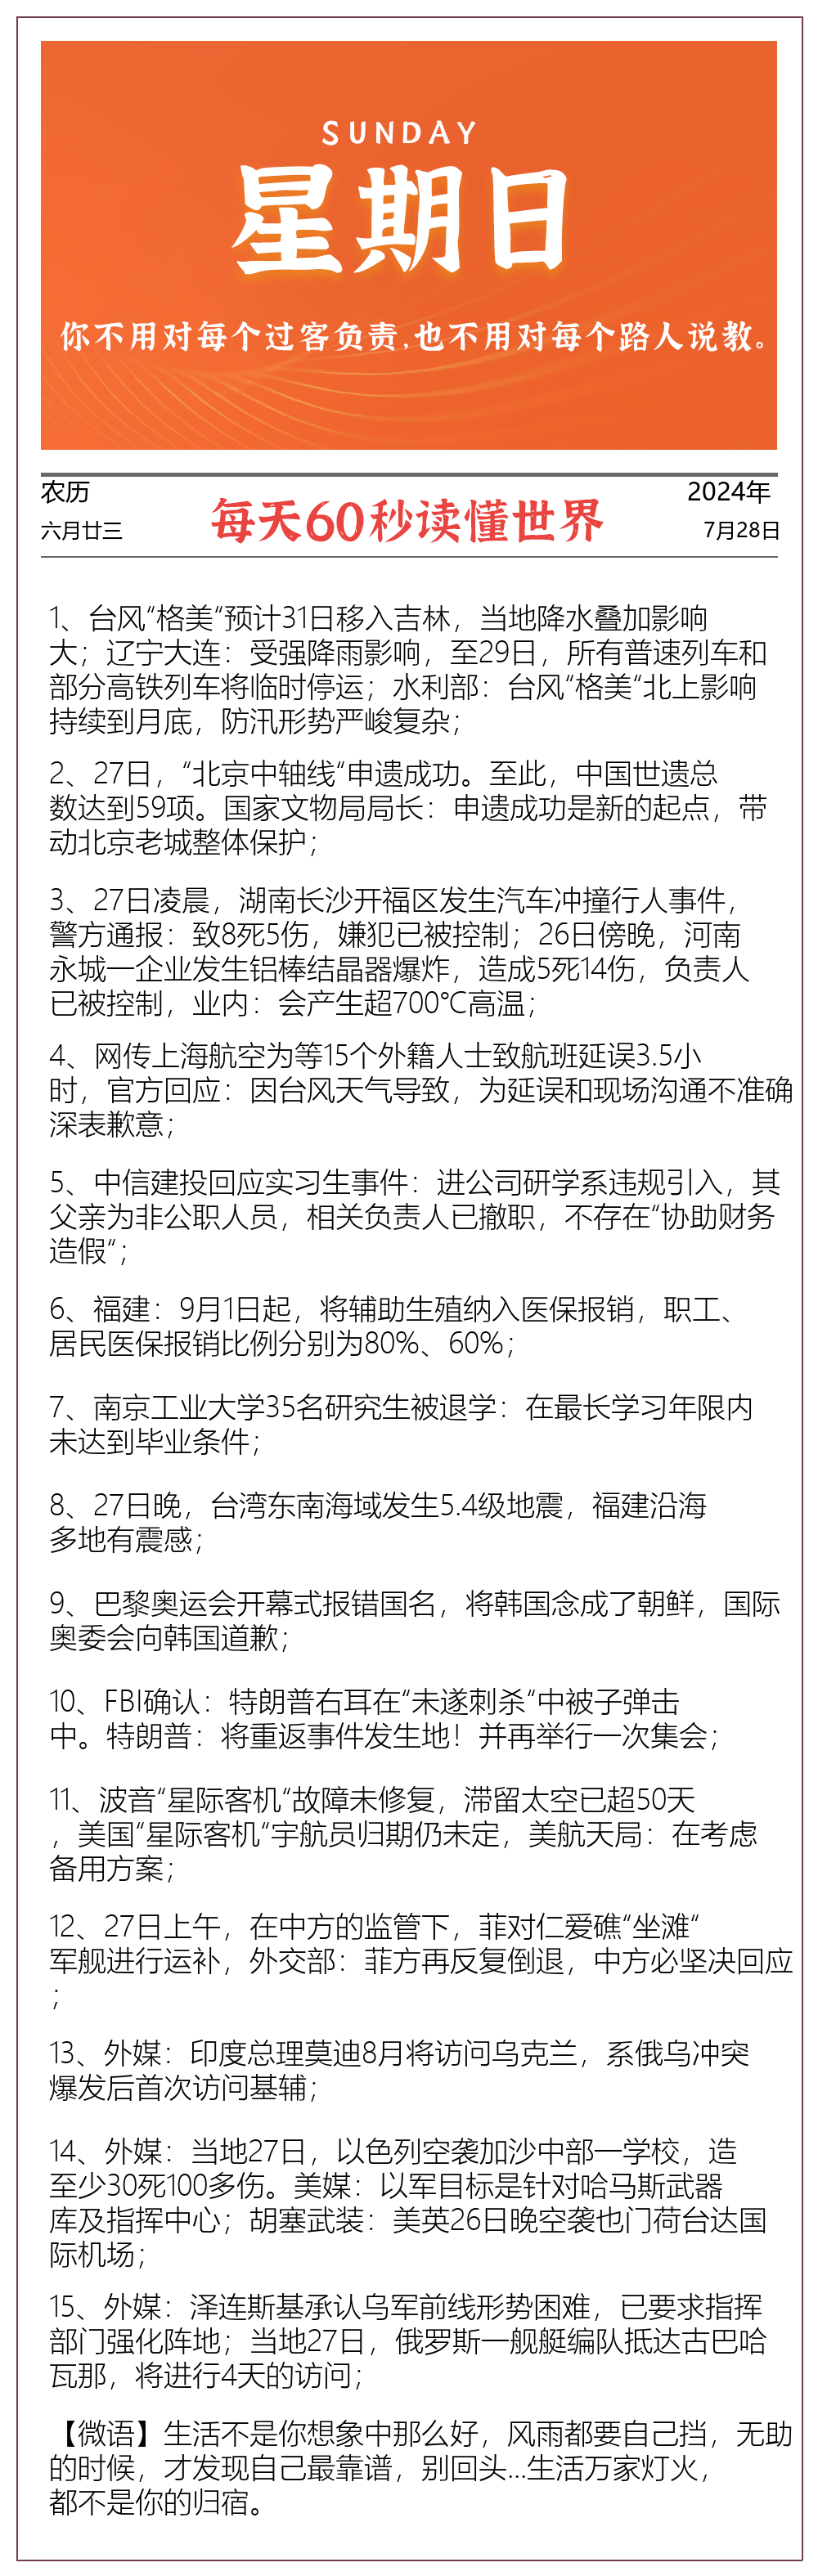 SUNDAY
星期日
你不用对每个过客负责,也不用对每个路人说教。
农历
六月廿三
每天60秒读懂世界
2024年
7月28日
1、台风“格美“预计31日移入吉林，当地降水叠加影响
大；辽宁大连：受强降雨影响，至29日，所有普速列车和
部分高铁列车将临时停运；水利部：台风“格美“北上影响
持续到月底，防汛形势严峻复杂；
2、27日，“北京中轴线“申遗成功。至此，中国世遗总
数达到59项。国家文物局局长：申遗成功是新的起点，带
动北京老城整体保护；
3、27日凌晨，湖南长沙开福区发生汽车冲撞行人事件，
警方通报：致8死5伤，嫌犯已被控制；26日傍晚，河南
永城一企业发生铝棒结晶器爆炸，造成5死14伤，负责人
已被控制，业内：会产生超700℃高温；
4、网传上海航空为等15个外籍人士致航班延误3.5小
时，官方回应：因台风天气导致，为延误和现场沟通不准确
深表歉意；
5、中信建投回应实习生事件：进公司研学系违规引入，其
父亲为非公职人员，相关负责人已撤职，不存在“协助财务
造假“；
6、福建：9月1日起，将辅助生殖纳入医保报销，职工、
居民医保报销比例分别为80%、60%；
7、南京工业大学35名研究生被退学：在最长学习年限内
未达到毕业条件；
8、27日晚，台湾东南海域发生5.4级地震，福建沿海
多地有震感；
9、巴黎奥运会开幕式报错国名，将韩国念成了朝鲜，国际
奥委会向韩国道歉；
10、FBI确认：特朗普右耳在“未遂刺杀“中被子弹击
中。特朗普：将重返事件发生地！并再举行一次集会；
11、波音“星际客机“故障未修复，滞留太空已超50天
，美国“星际客机“宇航员归期仍未定，美航天局：在考虑
备用方案；
12、27日上午，在中方的监管下，菲对仁爱礁“坐滩“
军舰进行运补，外交部：菲方再反复倒退，中方必坚决回应
；
13、外媒：印度总理莫迪8月将访问乌克兰，系俄乌冲突
爆发后首次访问基辅；
14、外媒：当地27日，以色列空袭加沙中部一学校，造
至少30死100多伤。美媒：以军目标是针对哈马斯武器
库及指挥中心；胡塞武装：美英26日晚空袭也门荷台达国
际机场；
15、外媒：泽连斯基承认乌军前线形势困难，已要求指挥
部门强化阵地；当地27日，俄罗斯一舰艇编队抵达古巴哈
瓦那，将进行4天的访问；
【微语】生活不是你想象中那么好，风雨都要自己挡，无助
的时候，才发现自己最靠谱，别回头...生活万家灯火，
都不是你的归宿。